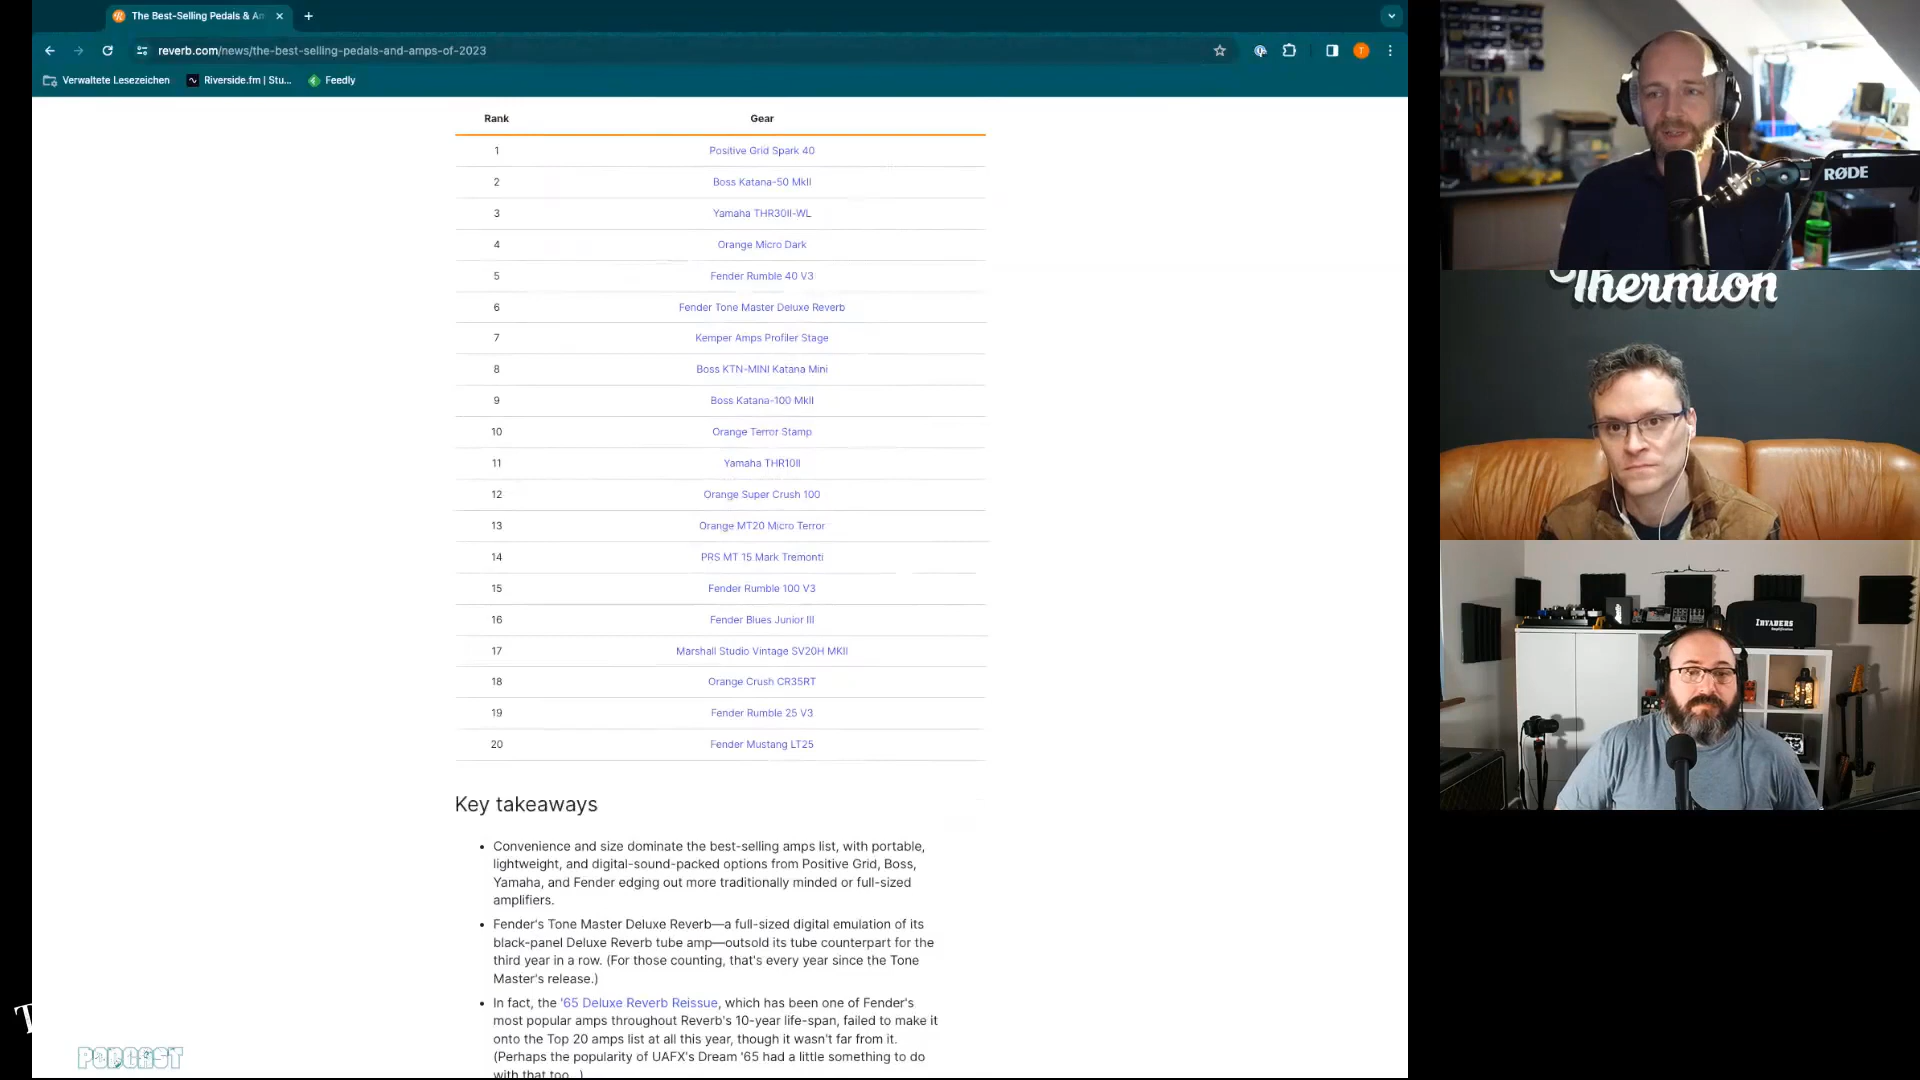 The Best-Selling Pedals & Am
reverb.com/news/the-best-selling-pedals-and-amps-of-2023
T
Verwaltete Lesezeichen
Riverside.fm | Stu...
Feedly
Rank Gear
1 Positive Grid Spark 40
2 Boss Katana-50 MkII
3 Yamaha THR30II-WL
4 Orange Micro Dark
5 Fender Rumble 40 V3
6 Fender Tone Master Deluxe Reverb
7 Kemper Amps Profiler Stage
8 Boss KTN-MINI Katana Mini
9 Boss Katana-100 MkII
10 Orange Terror Stamp
11 Yamaha THR10II
12 Orange Super Crush 100
13 Orange MT20 Micro Terror
14 PRS MT 15 Mark Tremonti
15 Fender Rumble 100 V3
16 Fender Blues Junior III
17 Marshall Studio Vintage SV20H MKII
18 Orange Crush CR35RT
19 Fender Rumble 25 V3
20 Fender Mustang LT25
Key takeaways
• Convenience and size dominate the best-selling amps list, with portable,
lightweight, and digital-sound-packed options from Positive Grid, Boss,
Yamaha, and Fender edging out more traditionally minded or full-sized
amplifiers.
• Fender's Tone Master Deluxe Reverb—a full-sized digital emulation of its
black-panel Deluxe Reverb tube amp—outsold its tube counterpart for the
third year in a row. (For those counting, that's every year since the Tone
Master's release.)
• In fact, the '65 Deluxe Reverb Reissue, which has been one of Fender's
most popular amps throughout Reverb's 10-year life-span, failed to make it
onto the Top 20 amps list at all this year, though it wasn't far from it.
(Perhaps the popularity of UAFX's Dream '65 had a little something to do
with that too...)
T
PODCAST
RØDE
Thermion
INVADERS